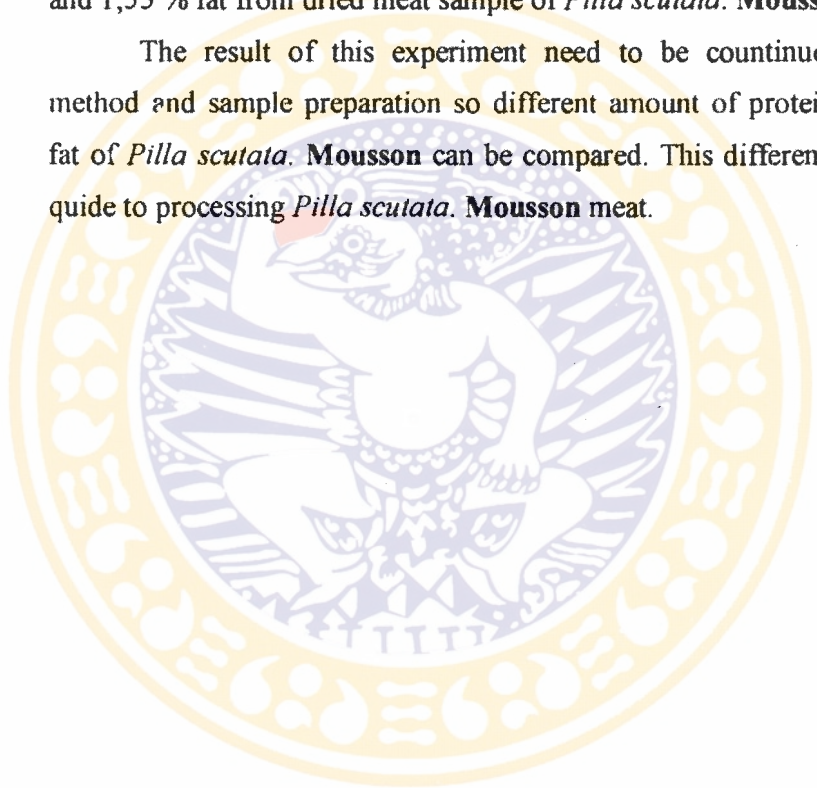 and 1,55 % fat from dried meat sample of Pilla scutata. Mouss
The result of this experiment need to be countinu
method and sample preparation so different amount of protei
fat of Pilla scutata. Mousson can be compared. This differen
quide to processing Pilla scutata. Mousson meat.